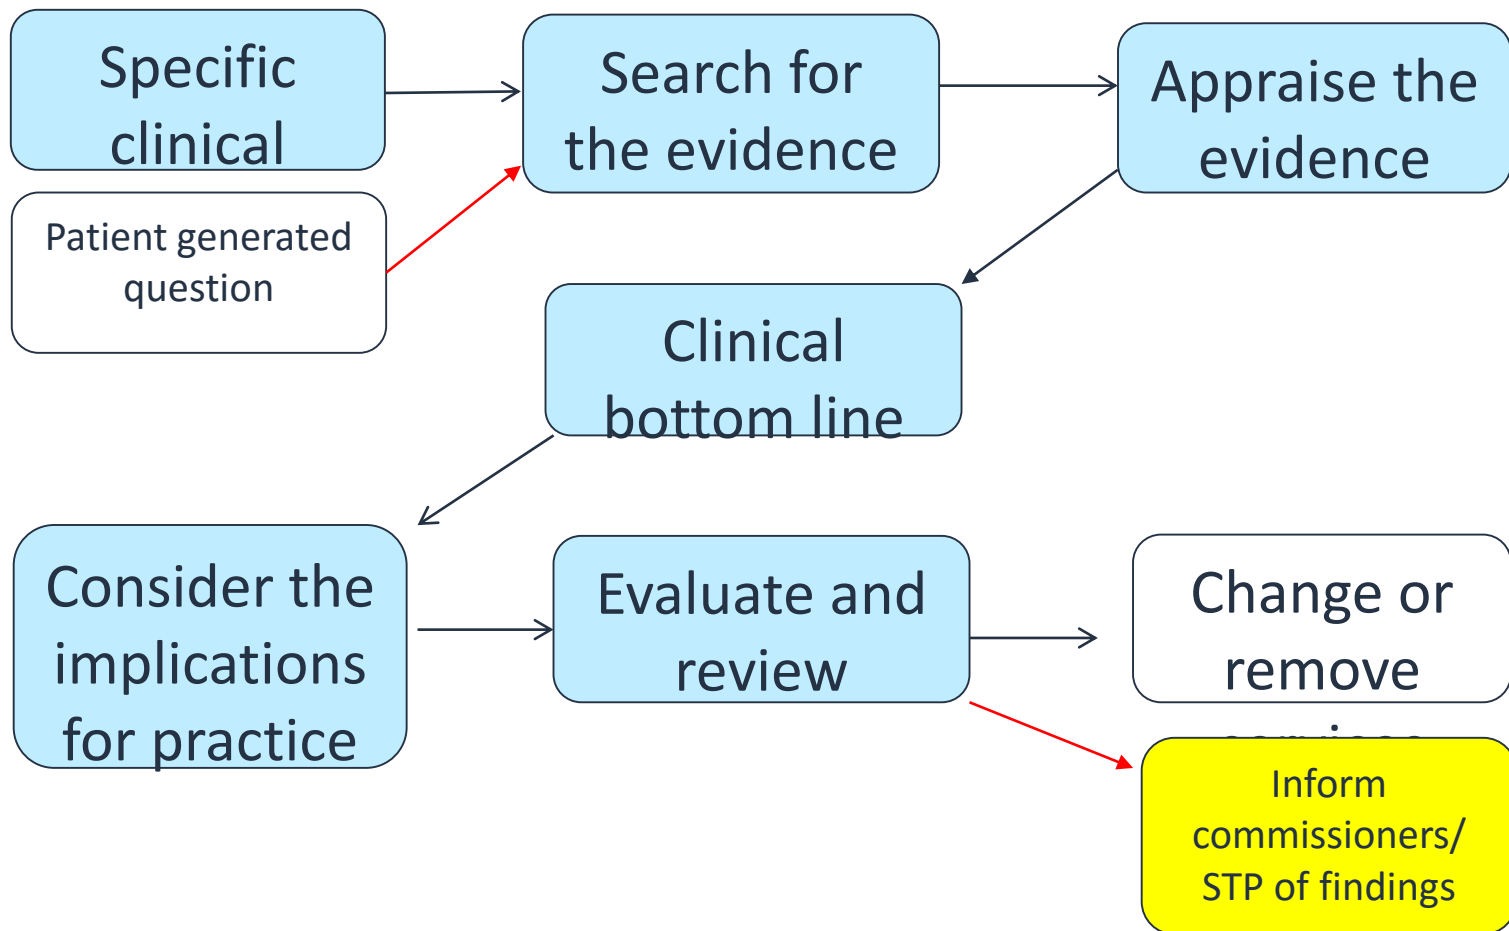 Specific
clinical
Search for
the evidence
Appraise the
evidence
Patient generated
question
Clinical
bottom line
Consider the
implications
for practice
Evaluate and
review
Change or
remove
Inform
commissioners/
STP of findings